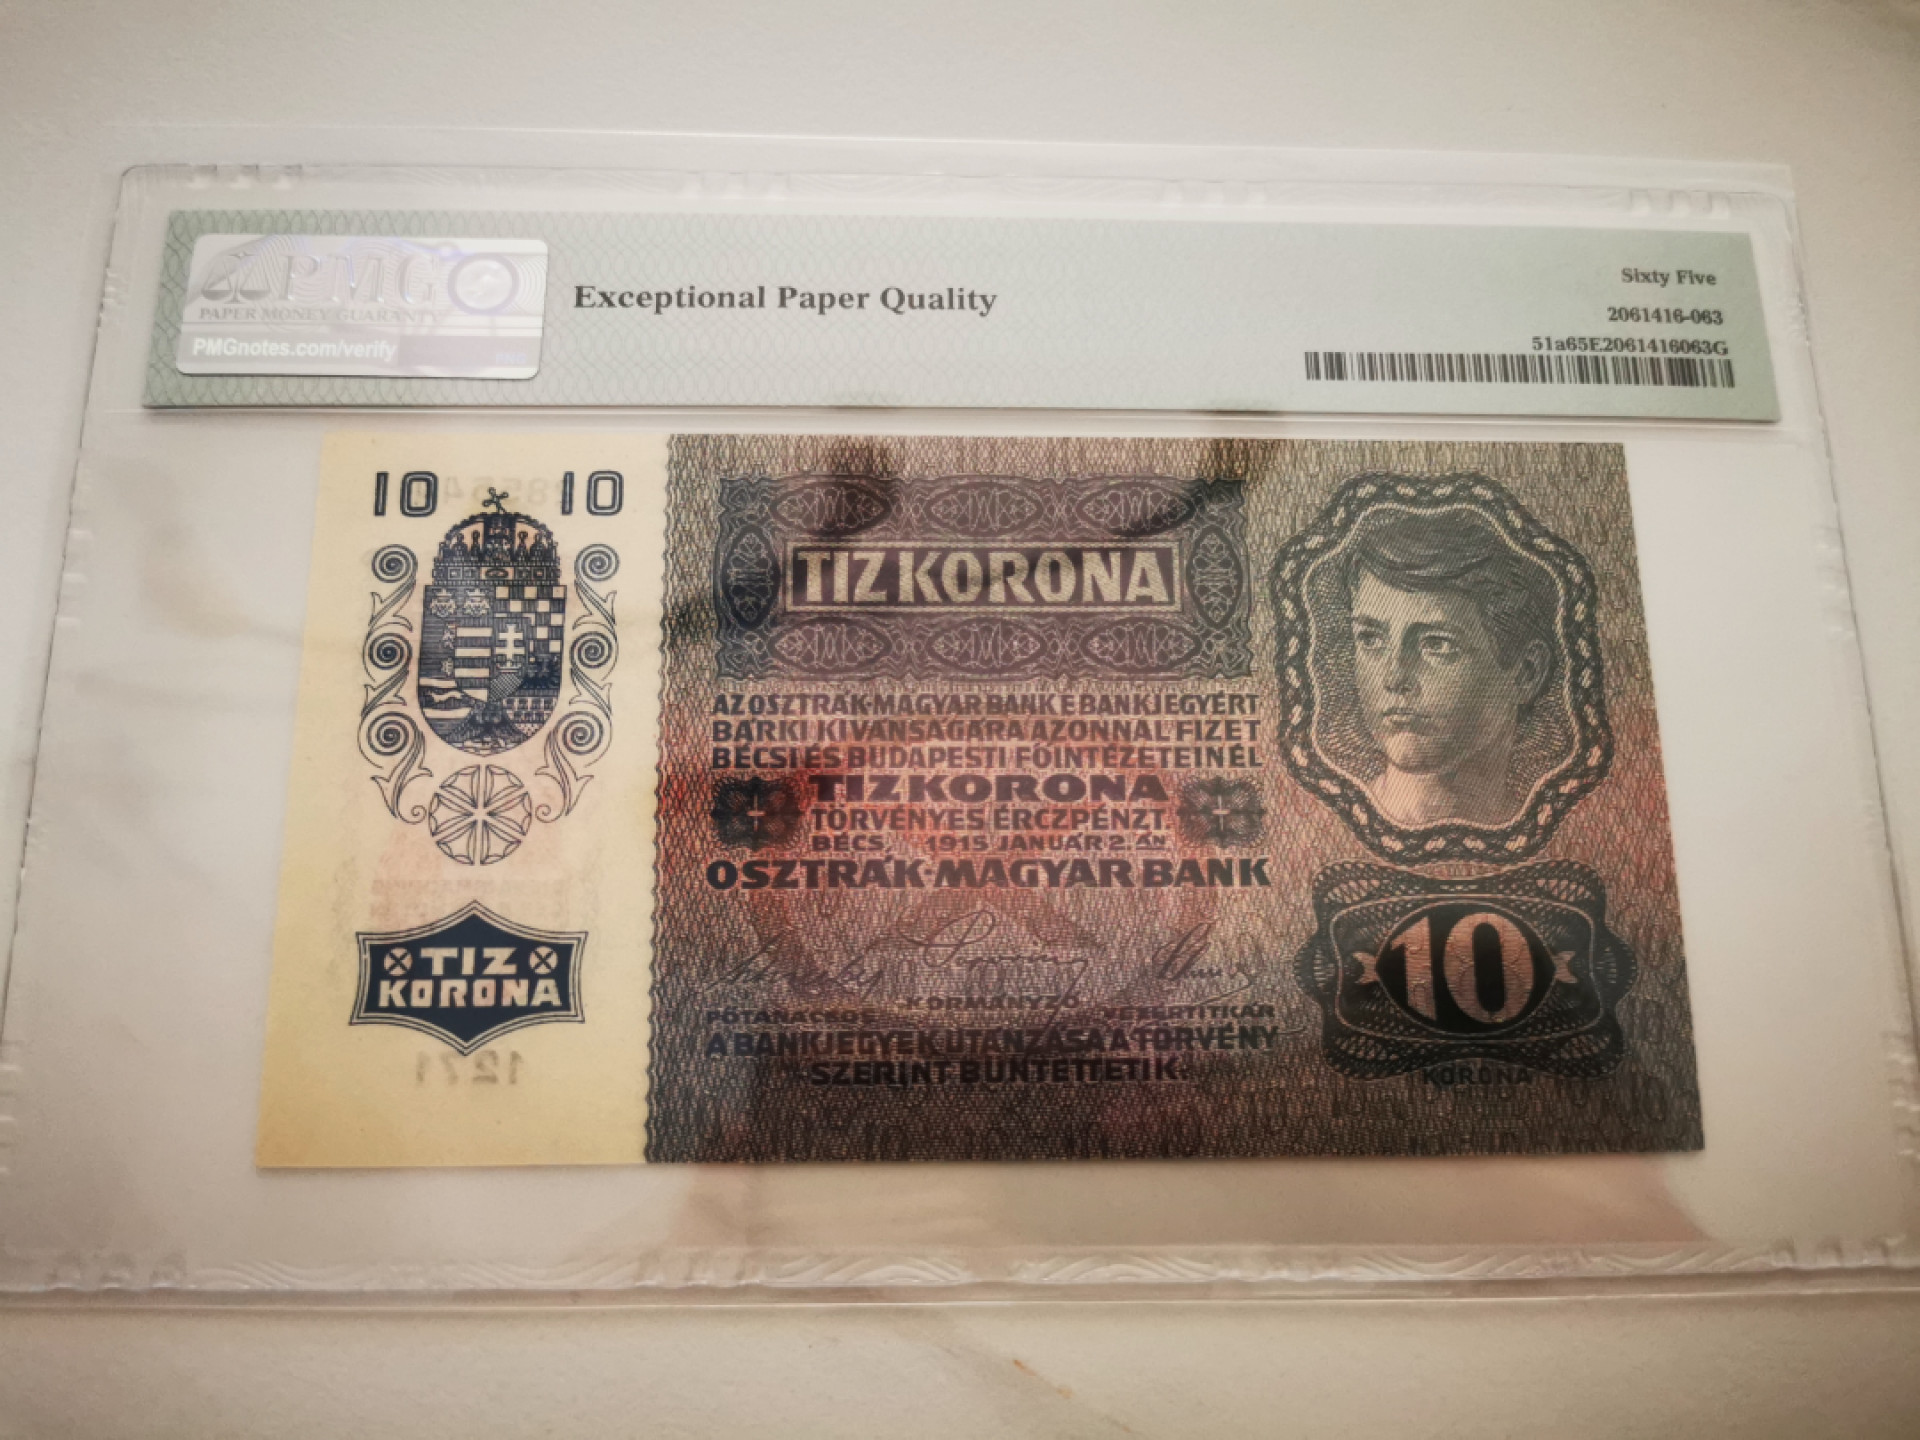 PMG
PAPER MONEY GUARANTY
PMGnotes.com/verify
Exceptional Paper Quality
Sixty Five
2061416-063
51a65E2061416063G
10 10
TIZ KORONA
AZ OSZTRÁK-MAGYAR BANK E BANKJEGYÉRT
BÁRKI KIVÁNSÁGÁRA AZONNAL FIZET
BÉCSI ÉS BUDAPESTI FŐINTÉZETEINÉL
TIZ KORONA
TÖRVÉNYES ÉRCZPÉNZT.
BÉCS, 1915 JANUÁR 2.ÁN
OSZTRÁK-MAGYAR BANK
KORMÁNYZÓ
FŐTANÁCSOS VEZÉRTITKÁR
A BANKJEGYEK UTÁNZÁSA A TÖRVÉNY
SZERINT BÜNTETTETIK.
TIZ
KORONA
1271
10
KORONA